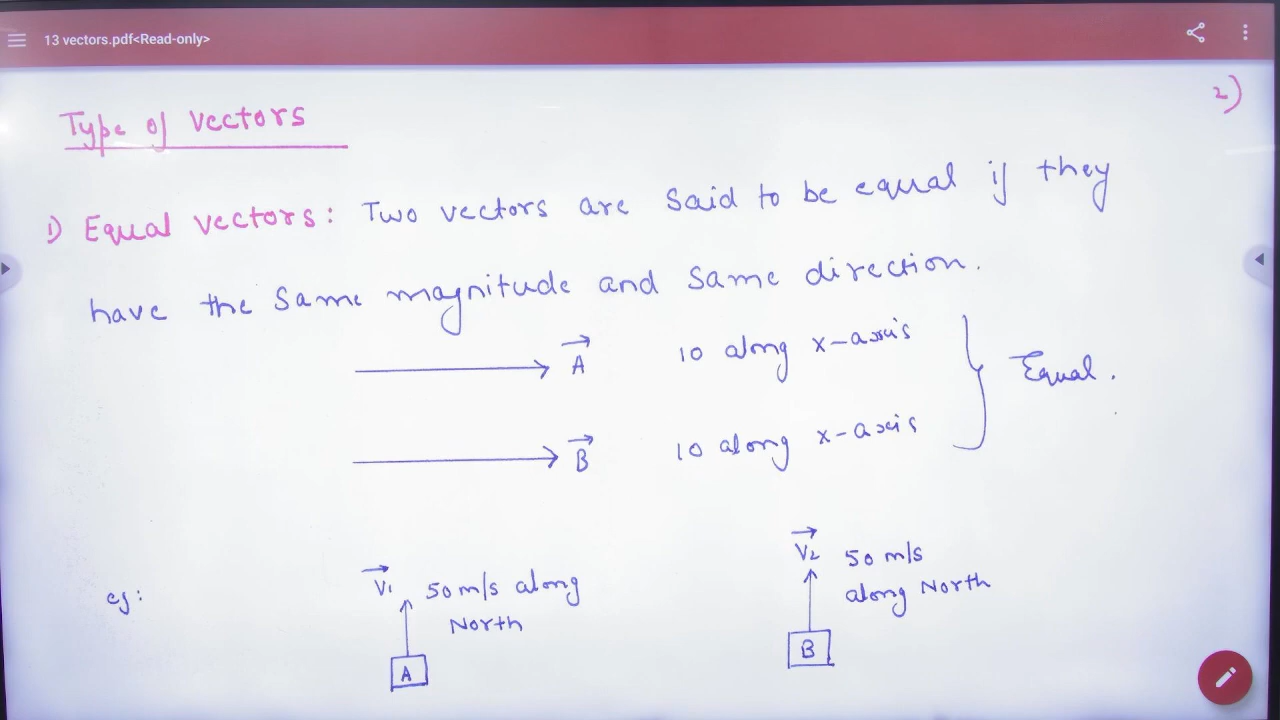 13 vectors.pdf<Read-only>
2)
Type of Vectors
1) Equal vectors: Two vectors are said to be equal if they
have the same magnitude and same direction.
A 10 along x-axis
Equal.
B 10 along x-axis
eg:
V1 50 m/s along
North
A
V2 50 m/s
along North
B